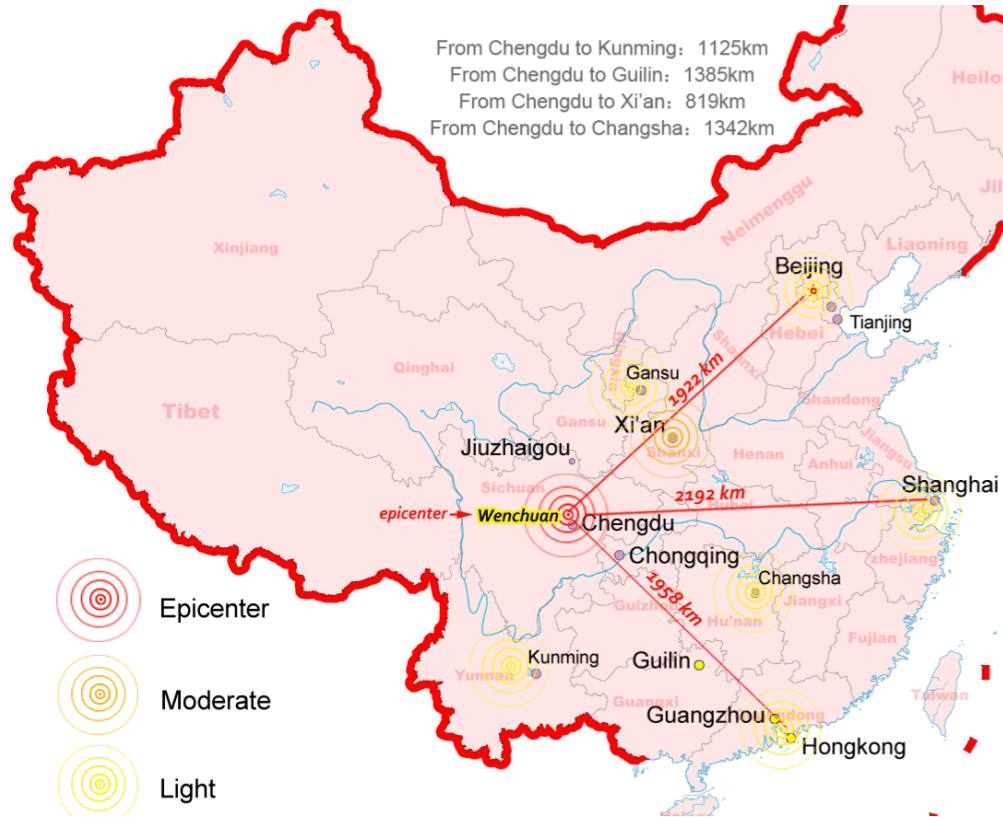 From Chengdu to Kunming: 1125km
From Chengdu to Guilin: 1385km
From Chengdu to Xi'an: 819km
From Chengdu to Changsha: 1342km
Heilo
Jil
Neimenggu
Liaoning
Xinjiang
Beijing
Tianjing
Hebei
Shanxi
Qinghai
Gansu
1922 km
Tibet
Gansu
Shandong
Xi'an
Shanxi
Henan
Jiangsu
Anhui
Jiuzhaigou
Sichuan
2192 km
Shanghai
Hubei
epicenter
Wenchuan
Chengdu
Chongqing
zhejiang
1958 km
Changsha
Guizhou
Jiangxi
Hu'nan
Epicenter
Fujian
Kunming
Yunnan
Guilin
Taiwan
Moderate
Guangxi
Guangzhou
dong
Hongkong
Light